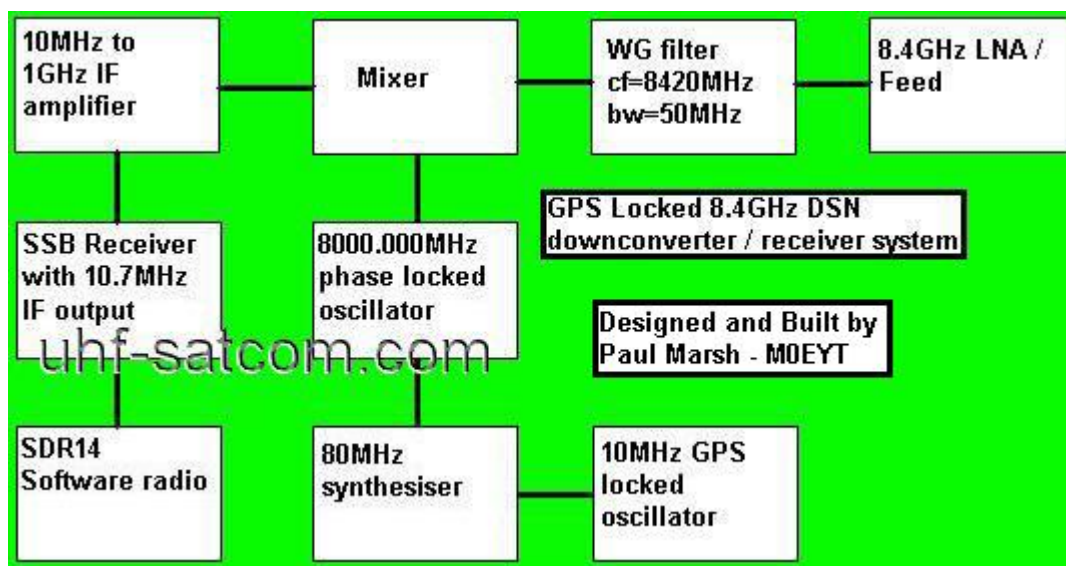 10MHz to
1GHz IF
amplifier
Mixer
WG filter
cf=8420MHz
bw=50MHz
8.4GHz LNA /
Feed
GPS Locked 8.4GHz DSN
downconverter / receiver system
SSB Receiver
with 10.7MHz
IF output
8000.000MHz
phase locked
oscillator
Designed and Built by
Paul Marsh - M0EYT
uhf-satcom.com
SDR14
Software radio
80MHz
synthesiser
10MHz GPS
locked
oscillator